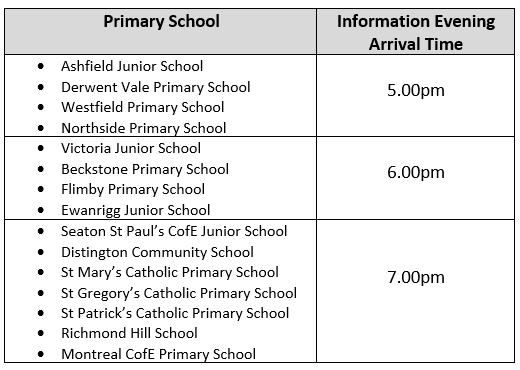 Primary School
Information Evening
Arrival Time
• Ashfield Junior School
• Derwent Vale Primary School
• Westfield Primary School
• Northside Primary School
5.00pm
• Victoria Junior School
• Beckstone Primary School
• Flimby Primary School
• Ewanrigg Junior School
6.00pm
• Seaton St Paul's CofE Junior School
• Distington Community School
• St Mary's Catholic Primary School
• St Gregory's Catholic Primary School
• St Patrick's Catholic Primary School
• Richmond Hill School
• Montreal CofE Primary School
7.00pm